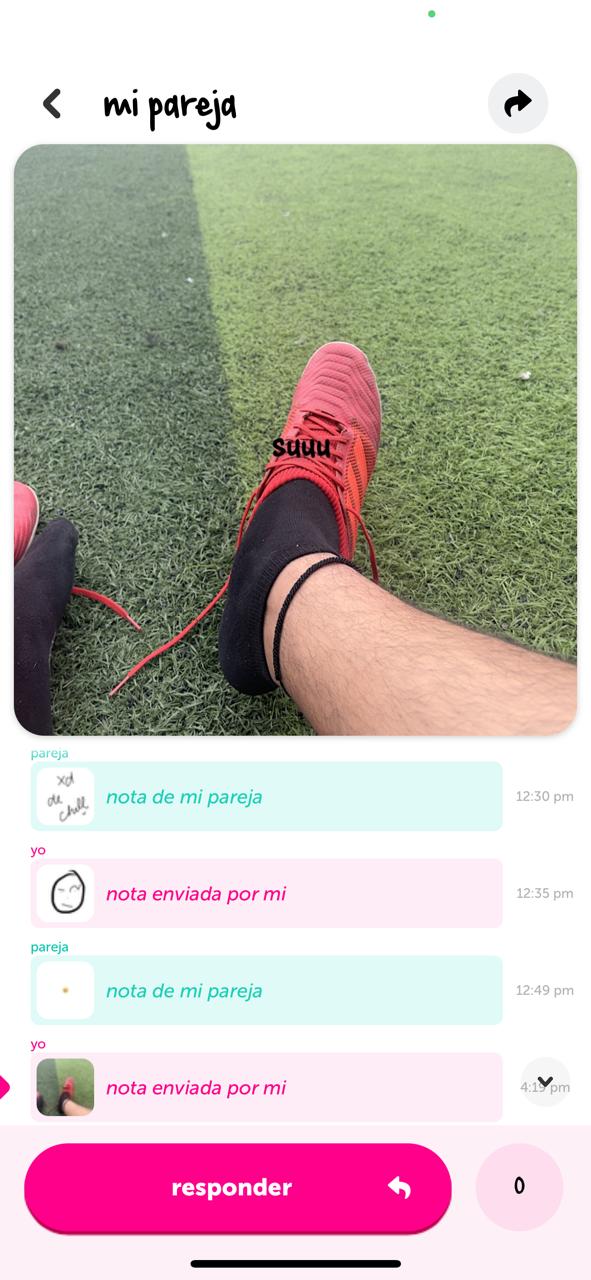 mi pareja
suuu
pareja
xd
de
chill
nota de mi pareja
12:30 pm
yo
nota enviada por mi
12:35 pm
pareja
nota de mi pareja
12:49 pm
yo
nota enviada por mi
4:19 pm
responder
0